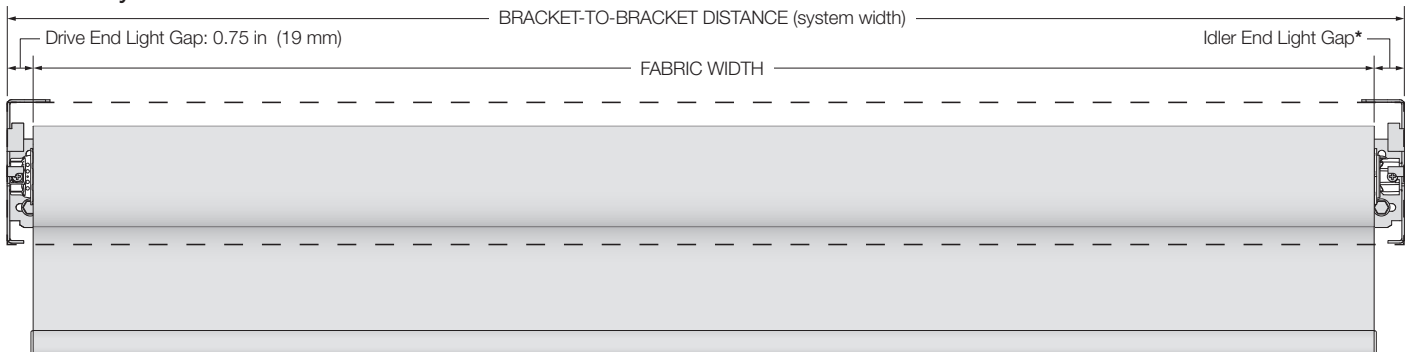 BRACKET-TO-BRACKET DISTANCE (system width)
Drive End Light Gap: 0.75 in (19 mm)
Idler End Light Gap*
FABRIC WIDTH